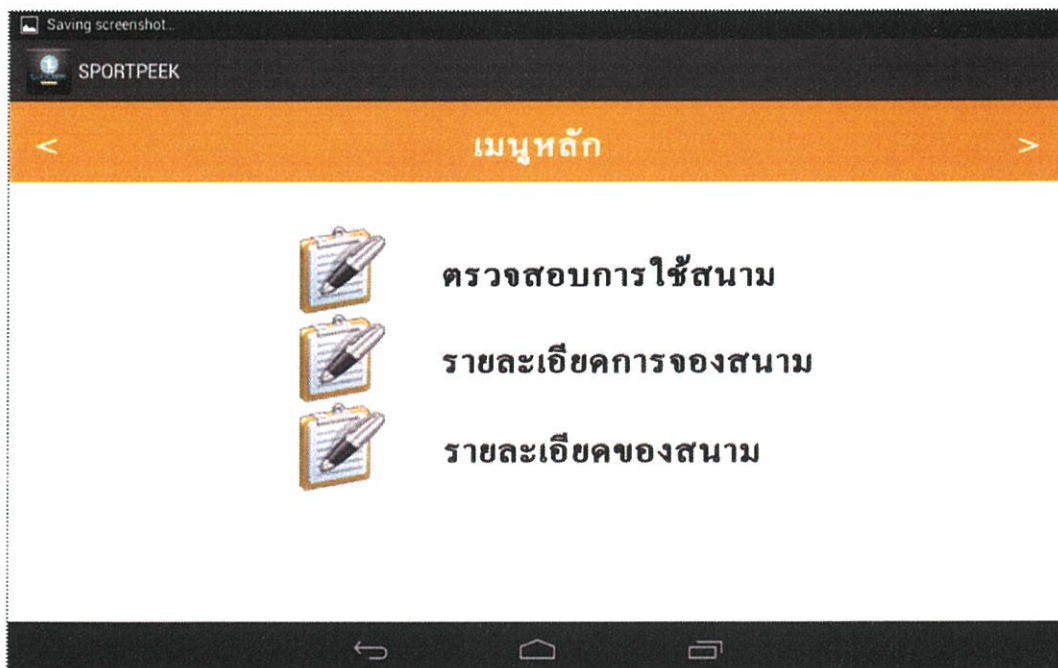 Saving screenshot...
SPORTPEEK
< เมนูหลัก >
ตรวจสอบการใช้สนาม
รายละเอียดการจองสนาม
รายละเอียดของสนาม